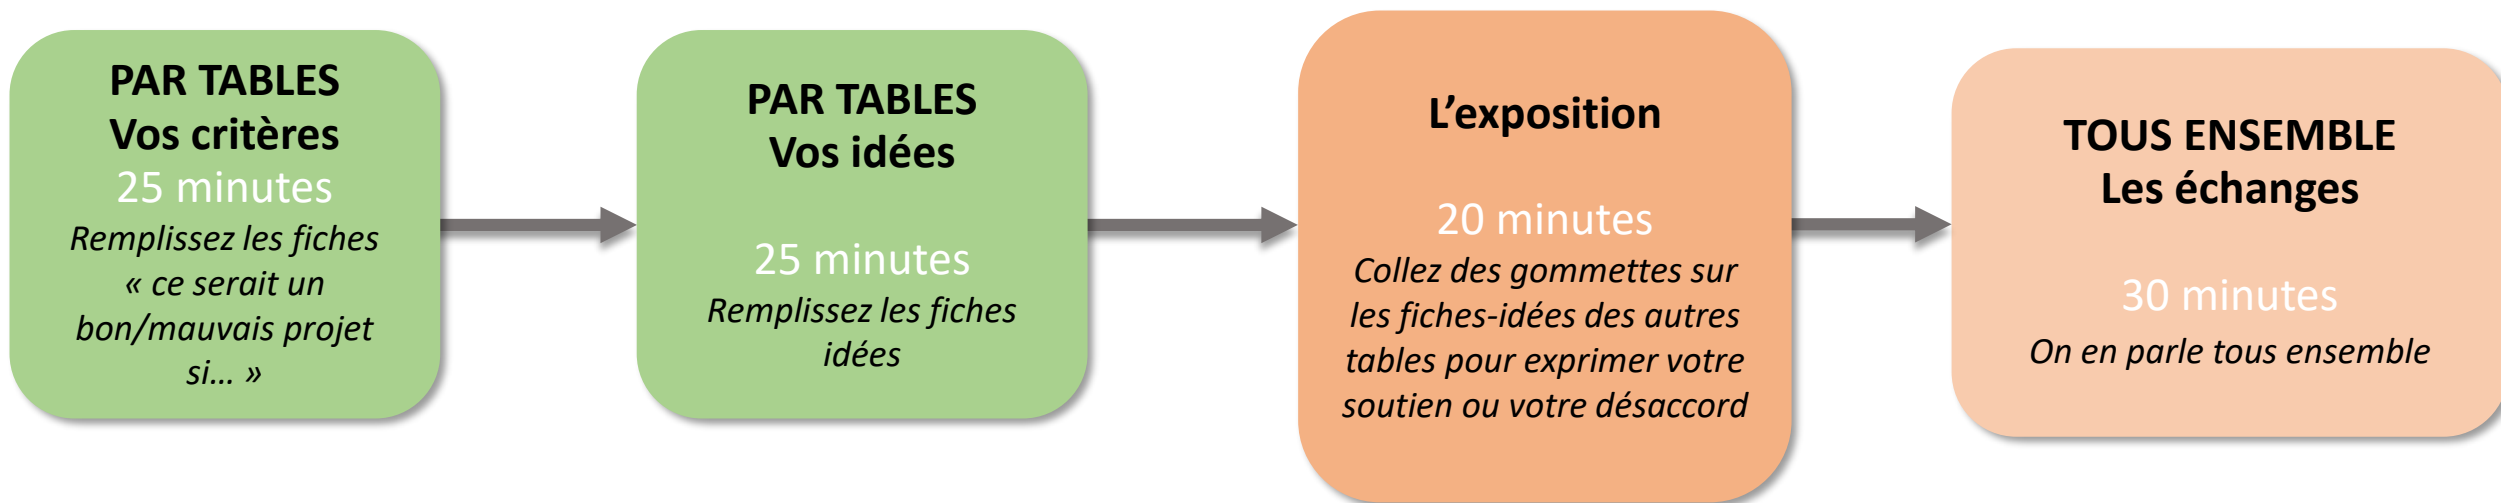 PAR TABLES
Vos critères
25 minutes
Remplissez les fiches
« ce serait un
bon/mauvais projet
si... »
PAR TABLES
Vos idées
25 minutes
Remplissez les fiches
idées
L’exposition
20 minutes
Collez des gommettes sur
les fiches-idées des autres
tables pour exprimer votre
soutien ou votre désaccord
TOUS ENSEMBLE
Les échanges
30 minutes
On en parle tous ensemble